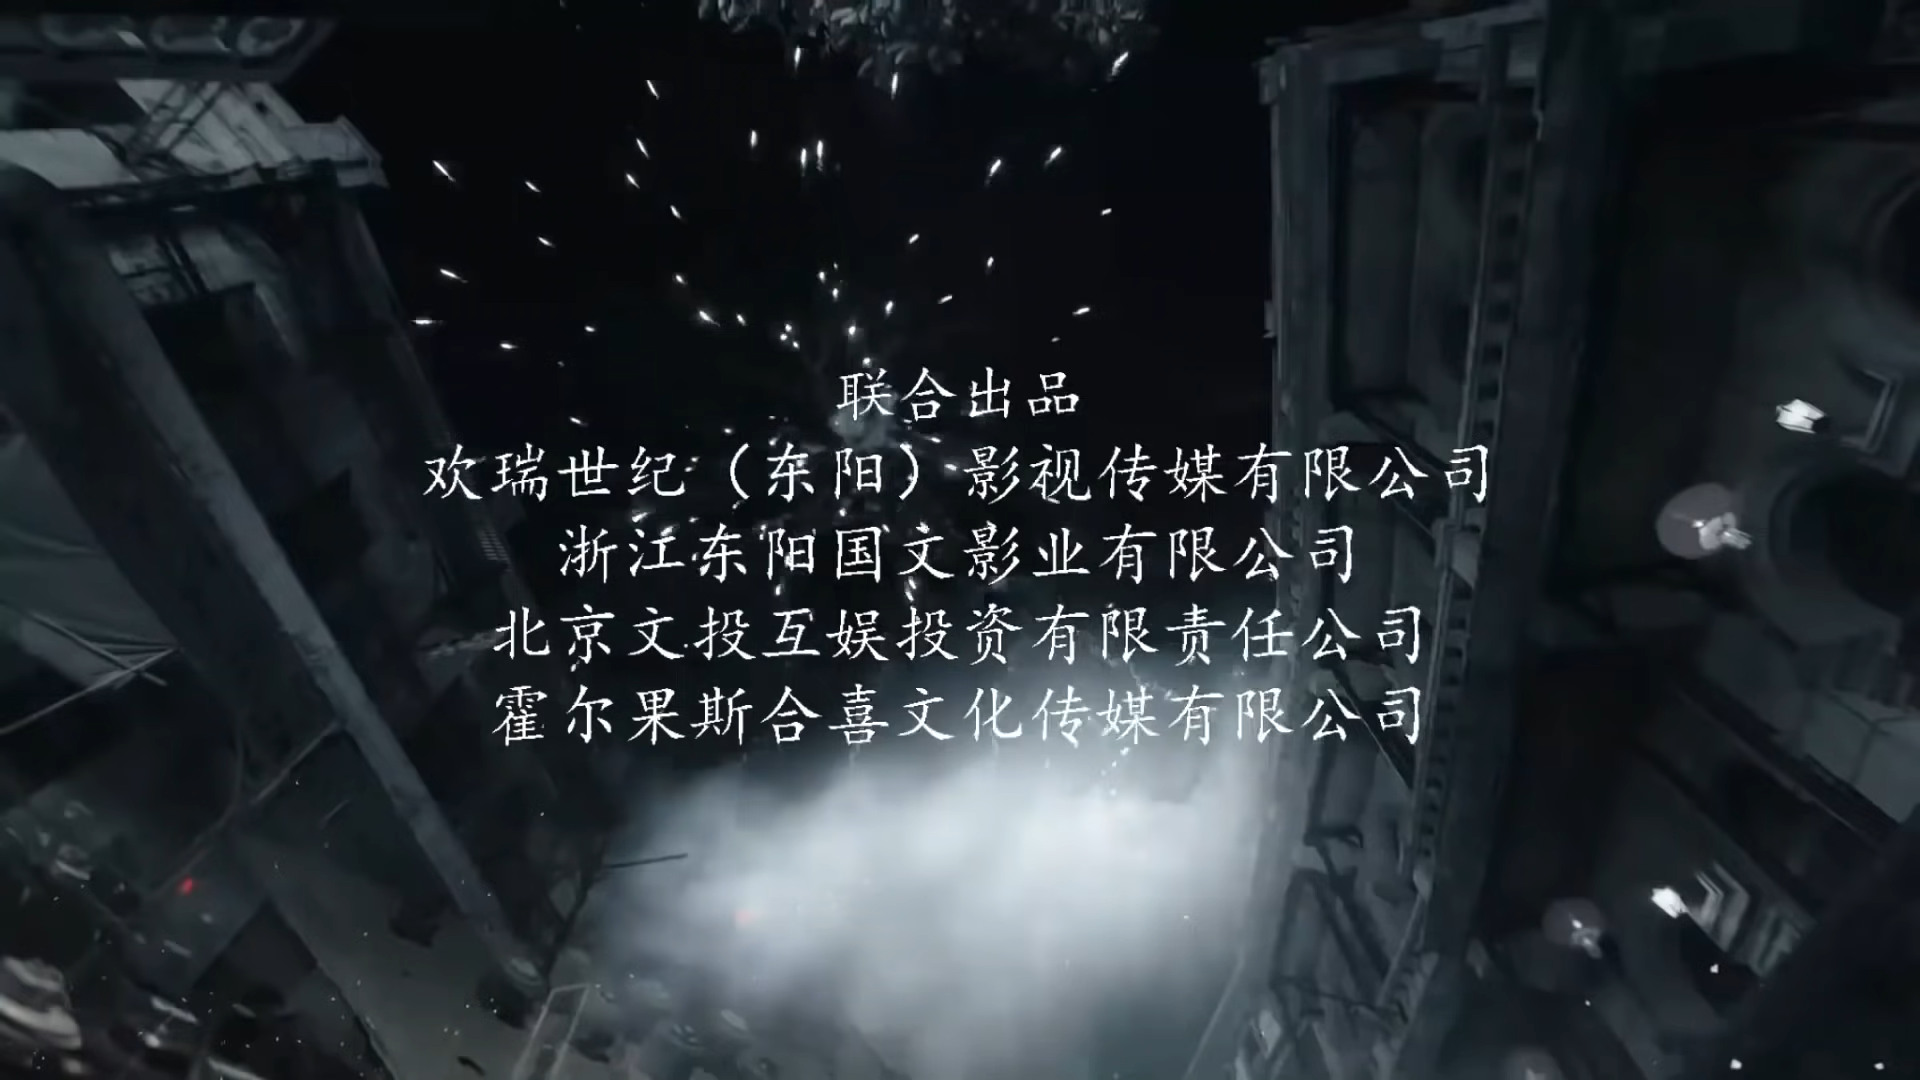 联合出品
欢瑞世纪（东阳）影视传媒有限公司
浙江东阳国文影业有限公司
北京文投互娱投资有限责任公司
霍尔果斯合喜文化传媒有限公司